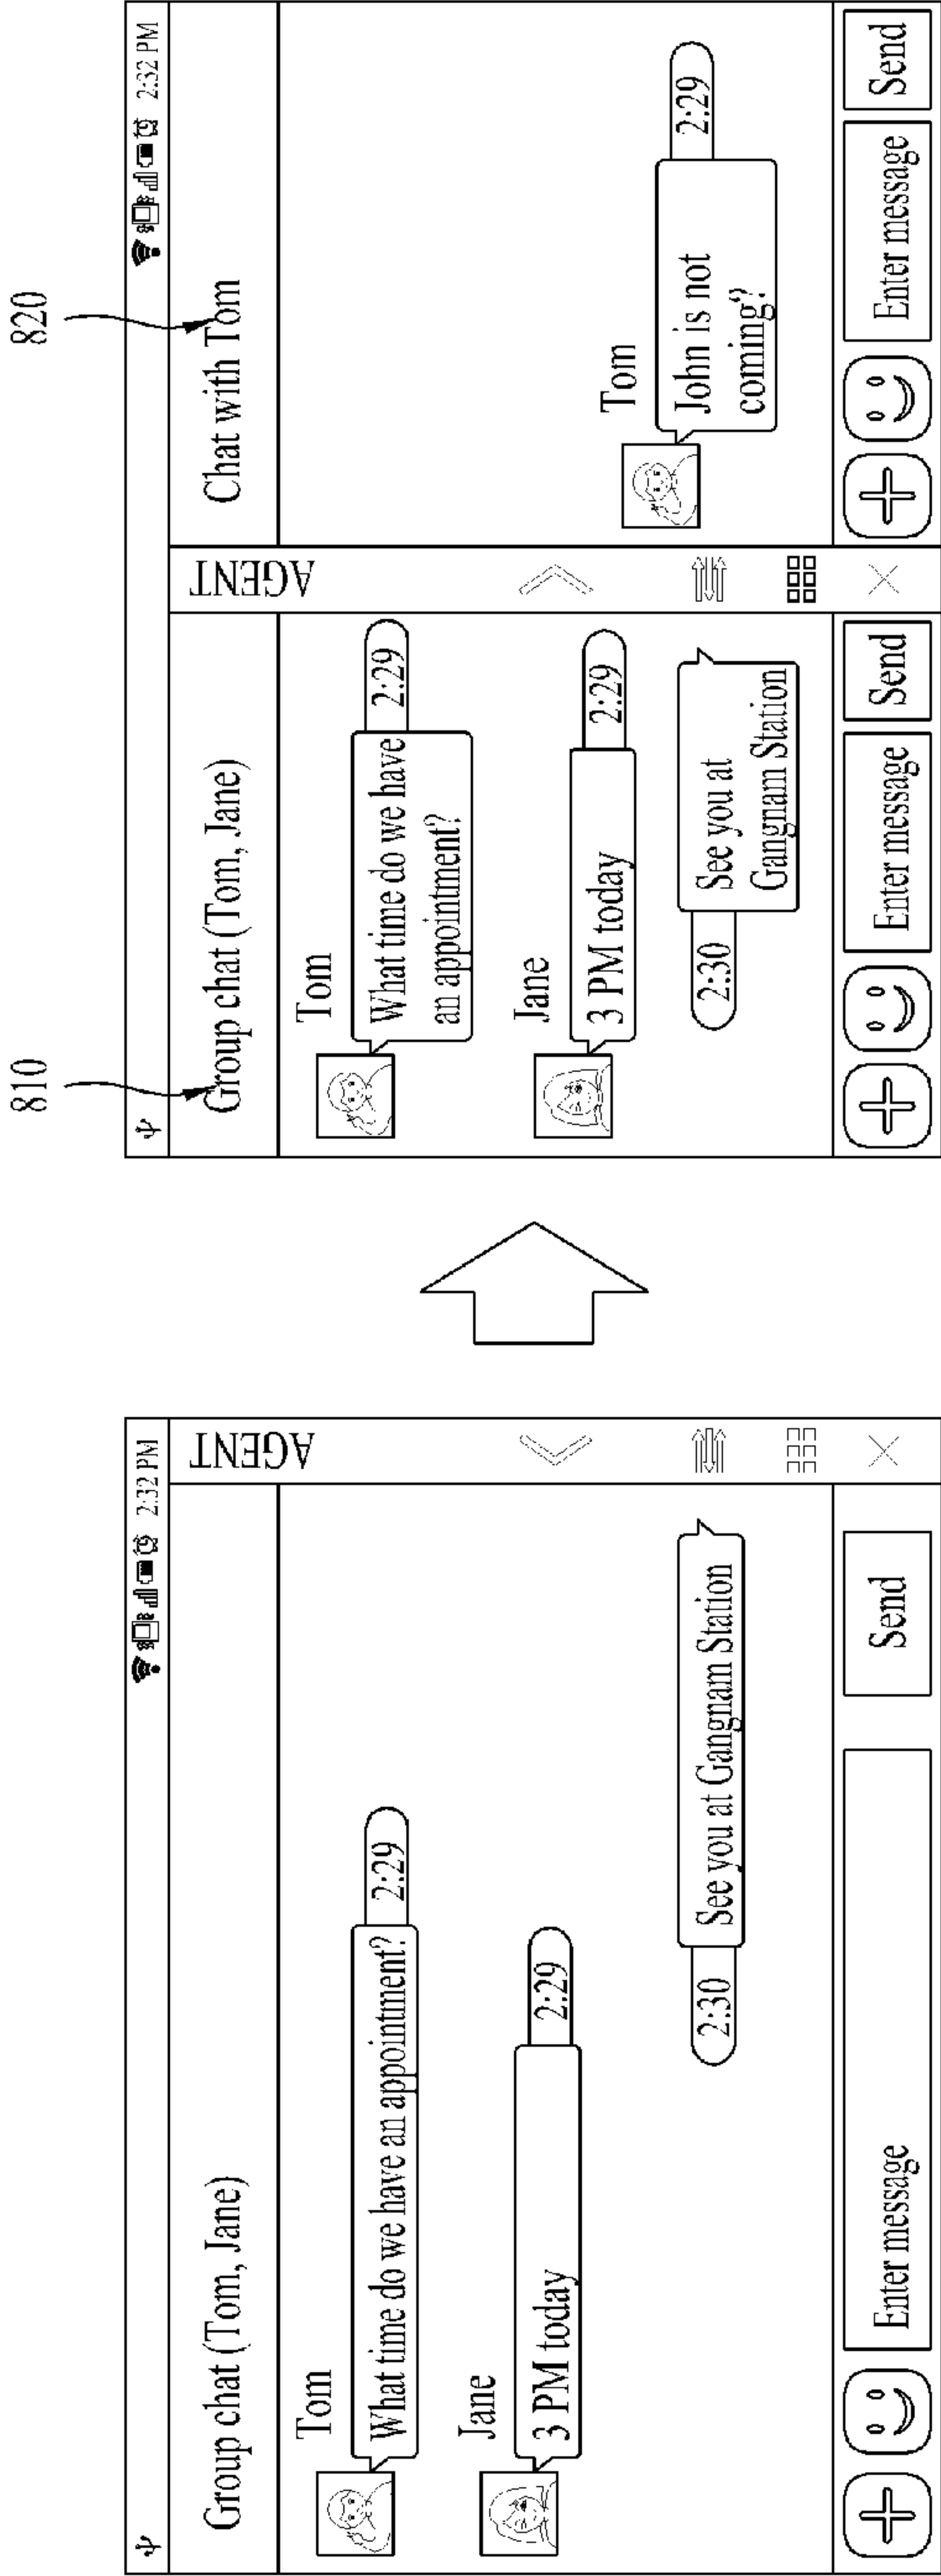 2:32 PM
Group chat (Tom, Jane)
AGENT
Tom
What time do we have an appointment?
2:29
Jane
3 PM today
2:29
2:30
See you at Gangnam Station
Enter message
Send
810
820
2:32 PM
Group chat (Tom, Jane)
Tom
What time do we have
an appointment?
2:29
Jane
3 PM today
2:29
2:30
See you at
Gangnam Station
Enter message
Send
AGENT
Chat with Tom
Tom
John is not
coming?
2:29
Enter message
Send